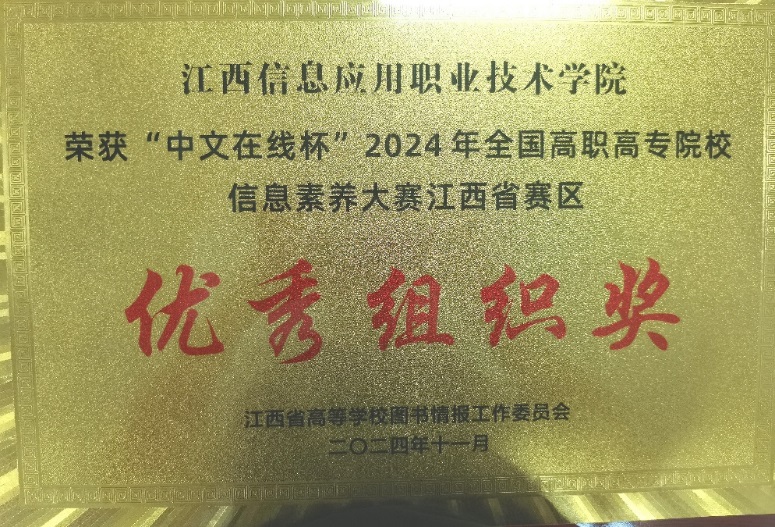 江西信息应用职业技术学院
荣获“中文在线杯”2024年全国高职高专院校
信息素养大赛江西省赛区
优秀组织奖
江西省高等学校图书情报工作委员会
二〇二四年十一月